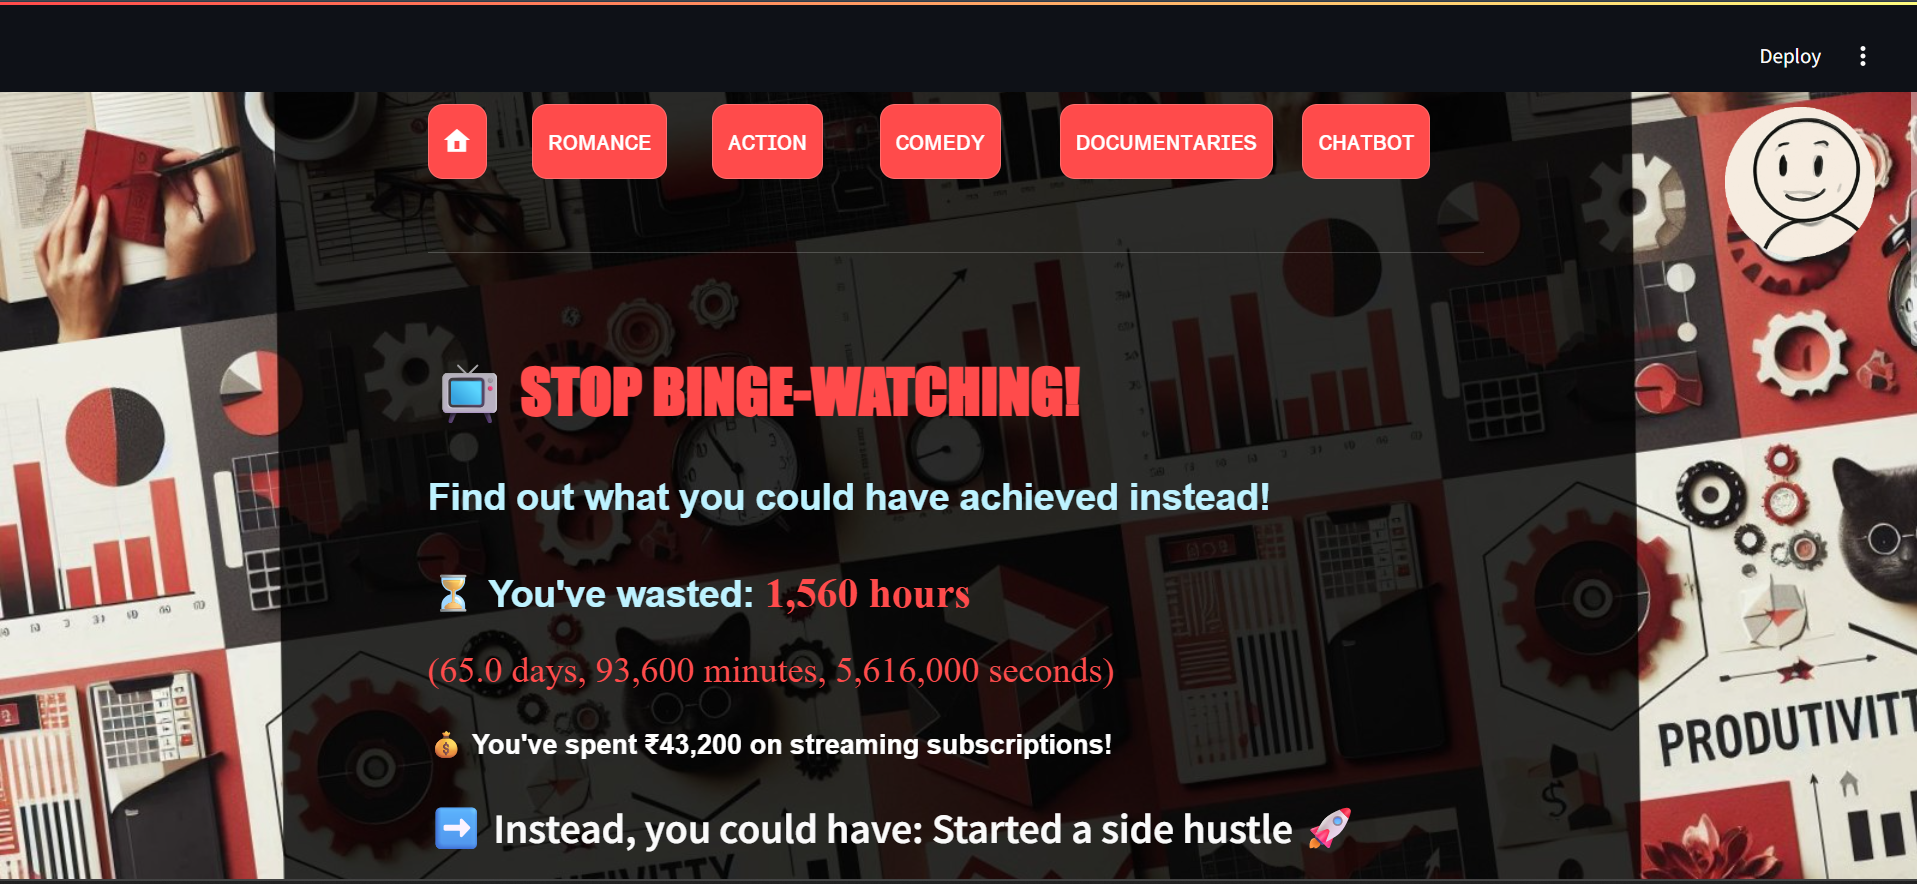 Deploy
ROMANCE
ACTION
COMEDY
DOCUMENTARIES
CHATBOT
📺 STOP BINGE-WATCHING!
Find out what you could have achieved instead!
⏳ You've wasted: 1,560 hours
(65.0 days, 93,600 minutes, 5,616,000 seconds)
💰 You've spent ₹43,200 on streaming subscriptions!
PRODUTIVITT
➡️ Instead, you could have: Started a side hustle 🚀